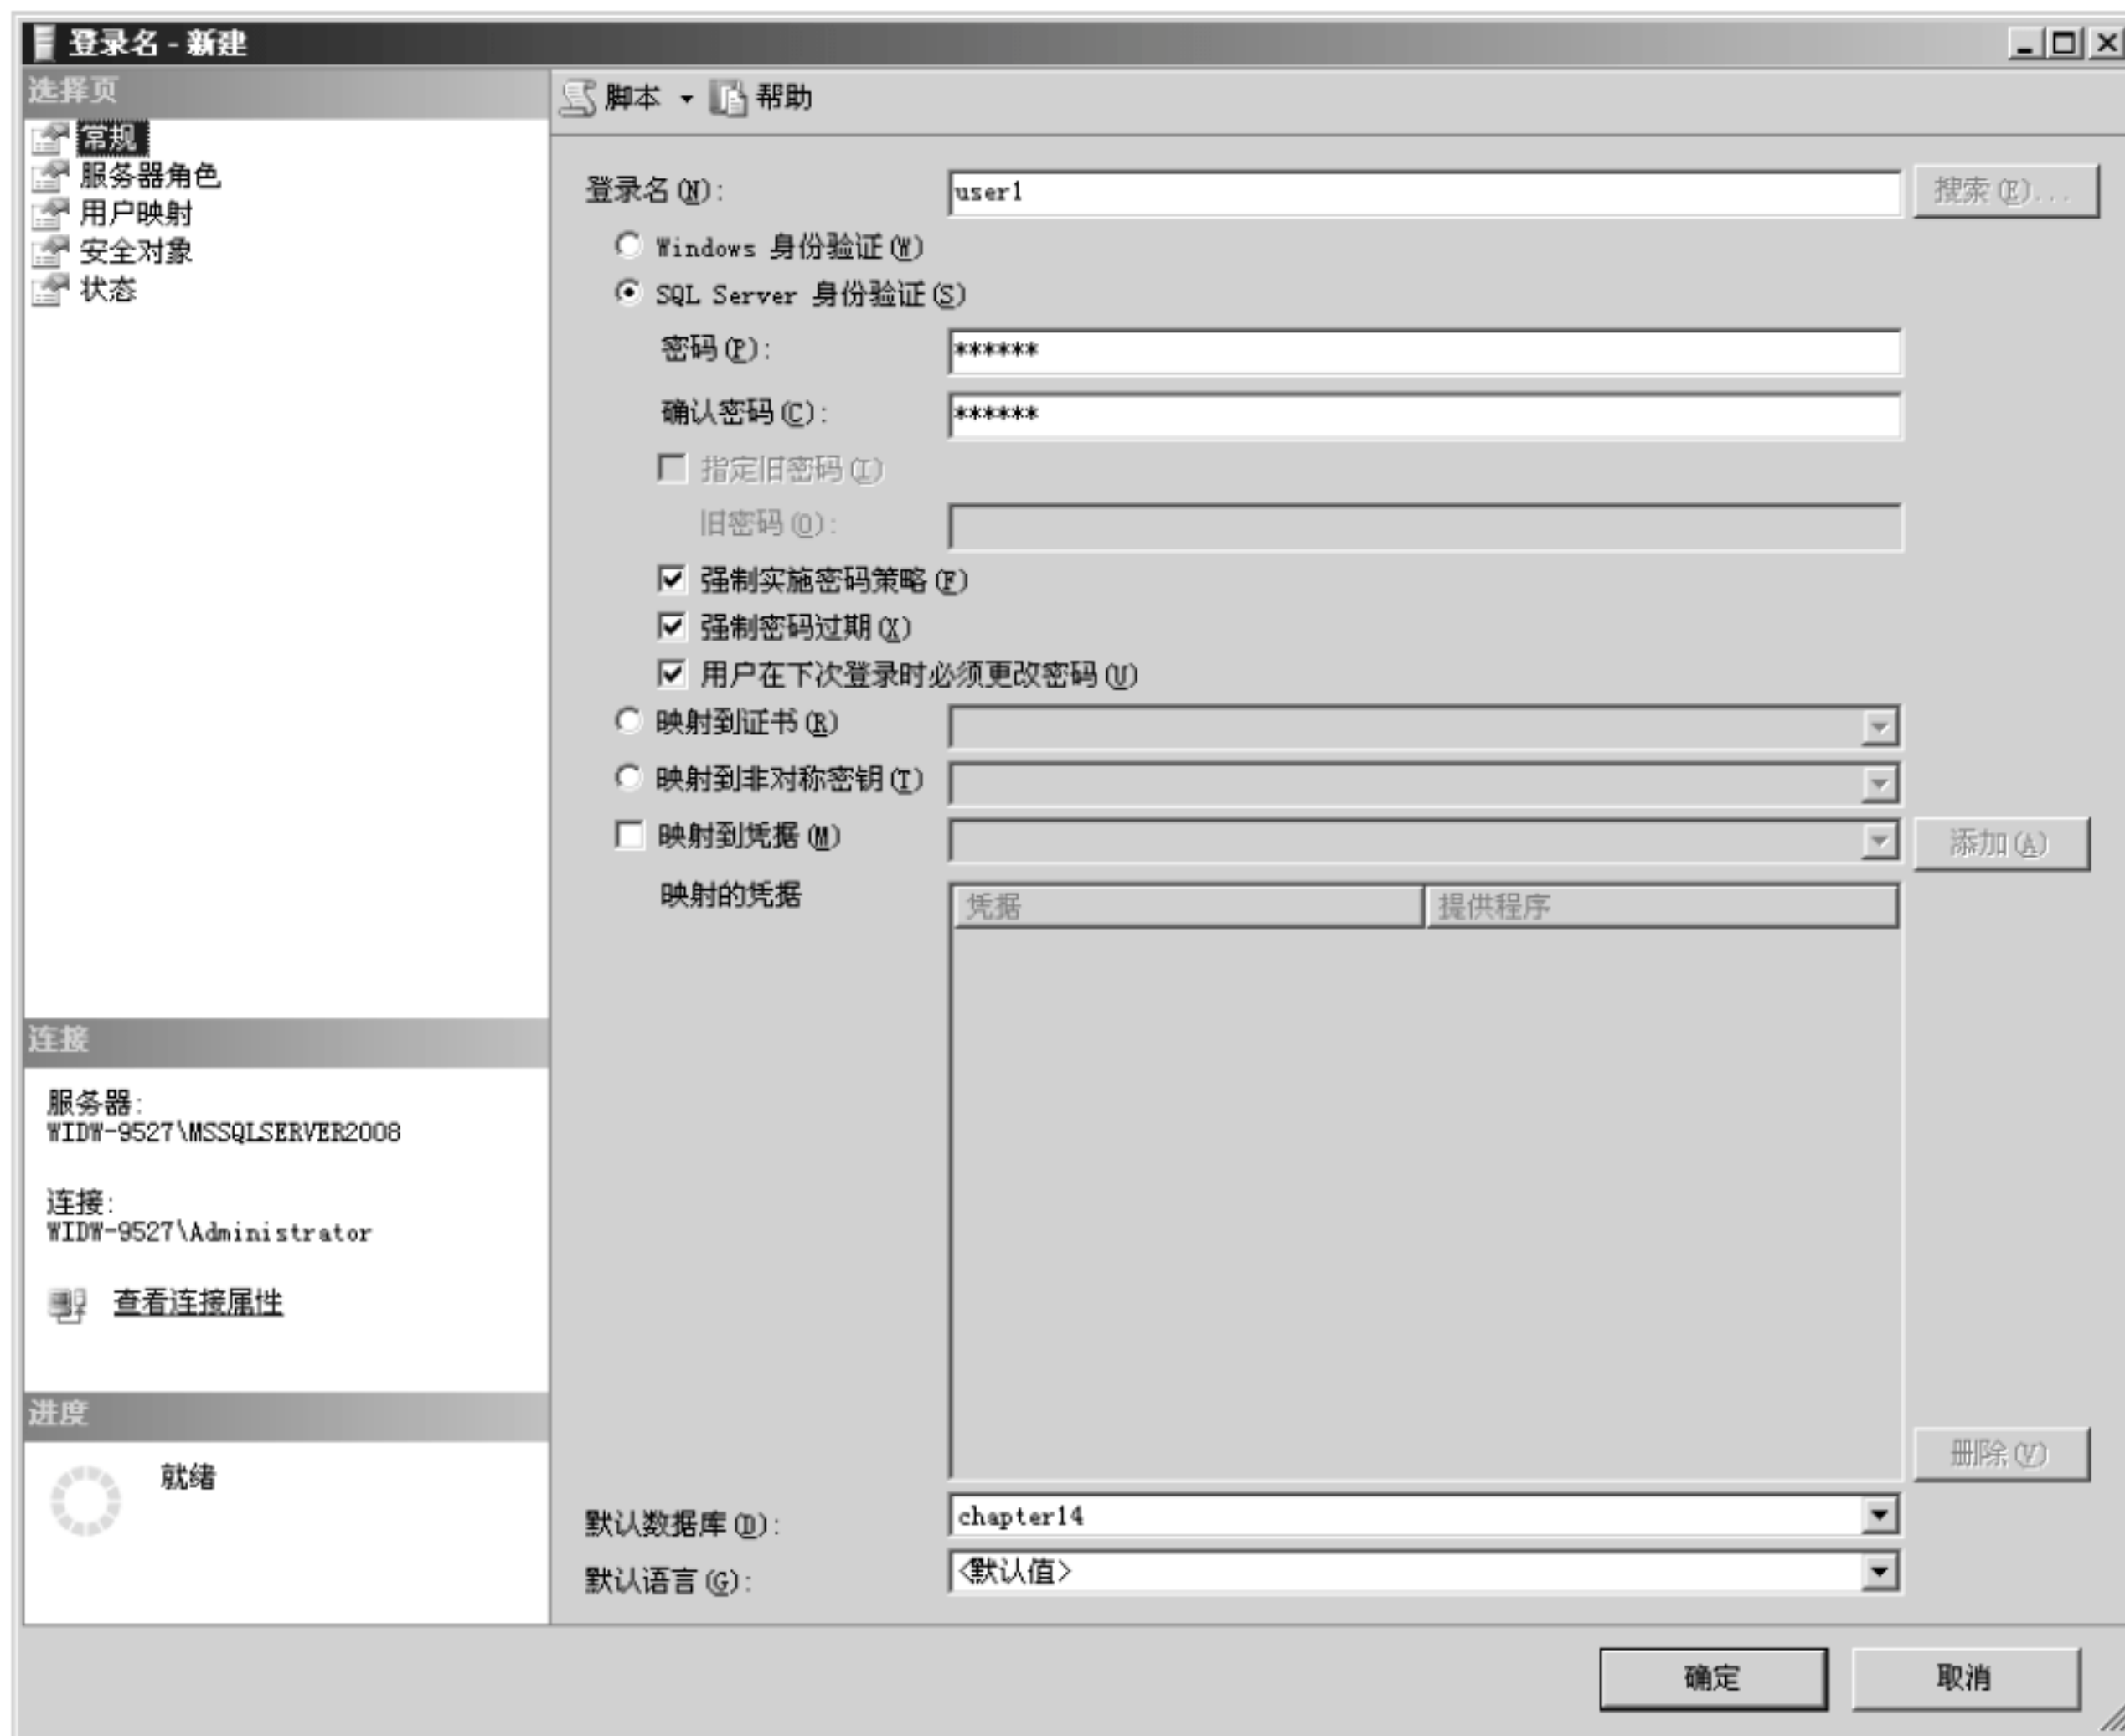 登录名 - 新建
选择页
常规
服务器角色
用户映射
安全对象
状态
连接
服务器:
WIDW-9527\MSSQLSERVER2008
连接:
WIDW-9527\Administrator
查看连接属性
进度
就绪
脚本 帮助
登录名(N): user1 搜索(E)...
Windows 身份验证(W)
SQL Server 身份验证(S)
密码(P): ******
确认密码(C): ******
指定旧密码(I)
旧密码(O):
强制实施密码策略(F)
强制密码过期(X)
用户在下次登录时必须更改密码(U)
映射到证书(R)
映射到非对称密钥(T)
映射到凭据(M) 添加(A)
映射的凭据 凭据 提供程序
删除(V)
默认数据库(D): chapter14
默认语言(G): <默认值>
确定 取消